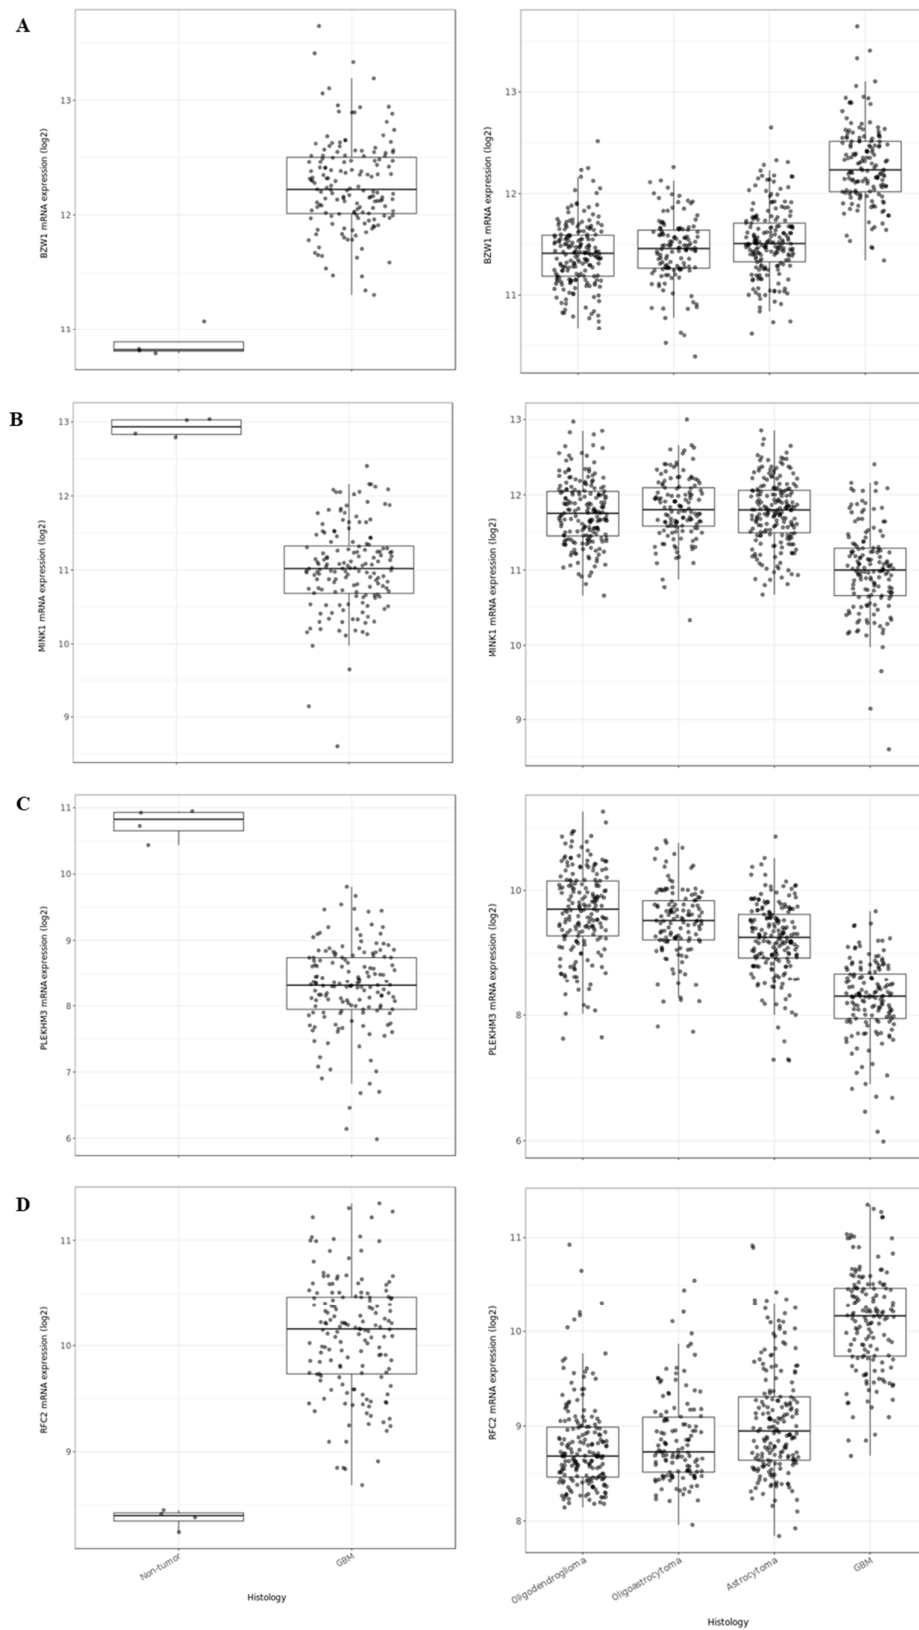 A
BZW1 mRNA expression (log2)
13
12
11
BZW1 mRNA expression (log2)
13
12
11
B
MINK1 mRNA expression (log2)
13
12
11
10
9
MINK1 mRNA expression (log2)
13
12
11
10
9
C
PLEKHM3 mRNA expression (log2)
11
10
9
8
7
6
PLEKHM3 mRNA expression (log2)
10
8
6
D
RFC2 mRNA expression (log2)
11
10
9
Non-tumor
GBM
Histology
RFC2 mRNA expression (log2)
11
10
9
8
Oligodendroglioma
Oligoastrocytoma
Astrocytoma
GBM
Histology